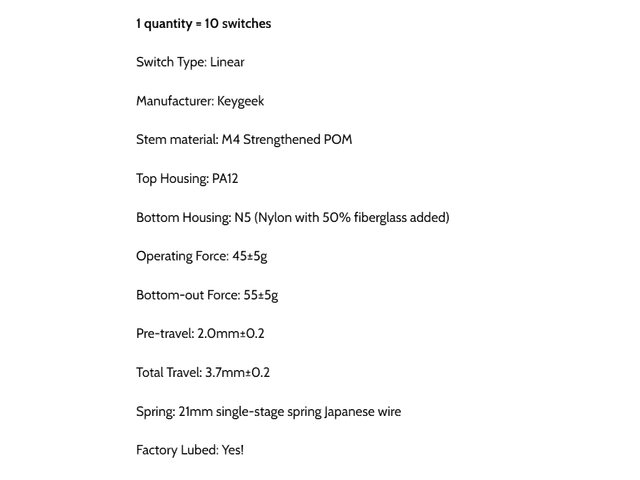 1 quantity = 10 switches
Switch Type: Linear
Manufacturer: Keygeek
Stem material: M4 Strengthened POM
Top Housing: PA12
Bottom Housing: N5 (Nylon with 50% fiberglass added)
Operating Force: 45±5g
Bottom-out Force: 55±5g
Pre-travel: 2.0mm±0.2
Total Travel: 3.7mm±0.2
Spring: 21mm single-stage spring Japanese wire
Factory Lubed: Yes!